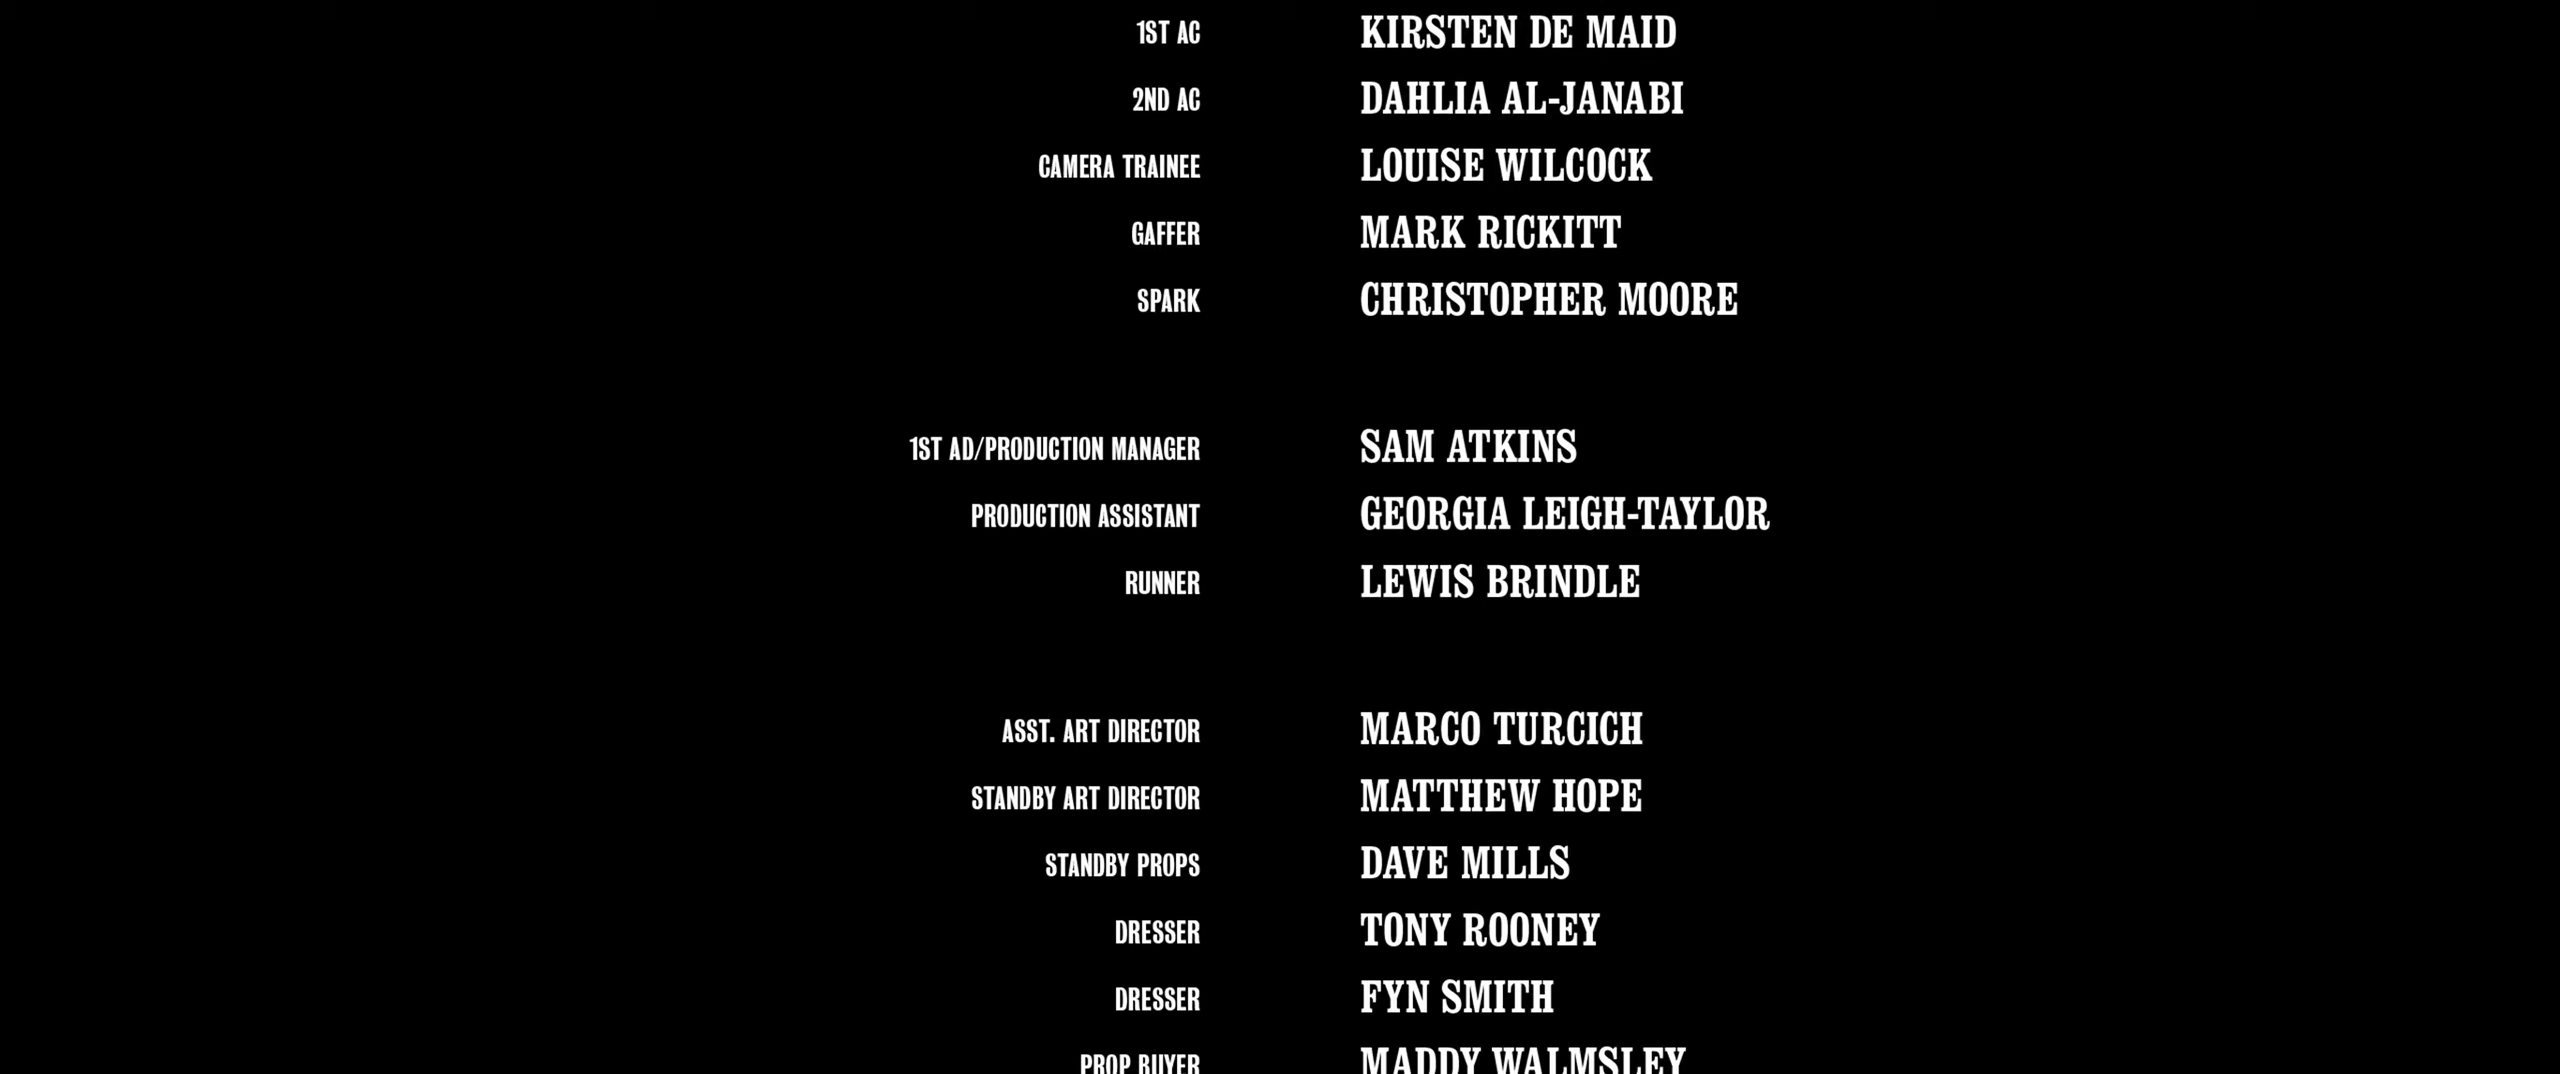 1ST AC KIRSTEN DE MAID
2ND AC DAHLIA AL-JANABI
CAMERA TRAINEE LOUISE WILCOCK
GAFFER MARK RICKITT
SPARK CHRISTOPHER MOORE
1ST AD/PRODUCTION MANAGER SAM ATKINS
PRODUCTION ASSISTANT GEORGIA LEIGH-TAYLOR
RUNNER LEWIS BRINDLE
ASST. ART DIRECTOR MARCO TURCICH
STANDBY ART DIRECTOR MATTHEW HOPE
STANDBY PROPS DAVE MILLS
DRESSER TONY ROONEY
DRESSER FYN SMITH
PROP BUYER MADDY WALMSLEY